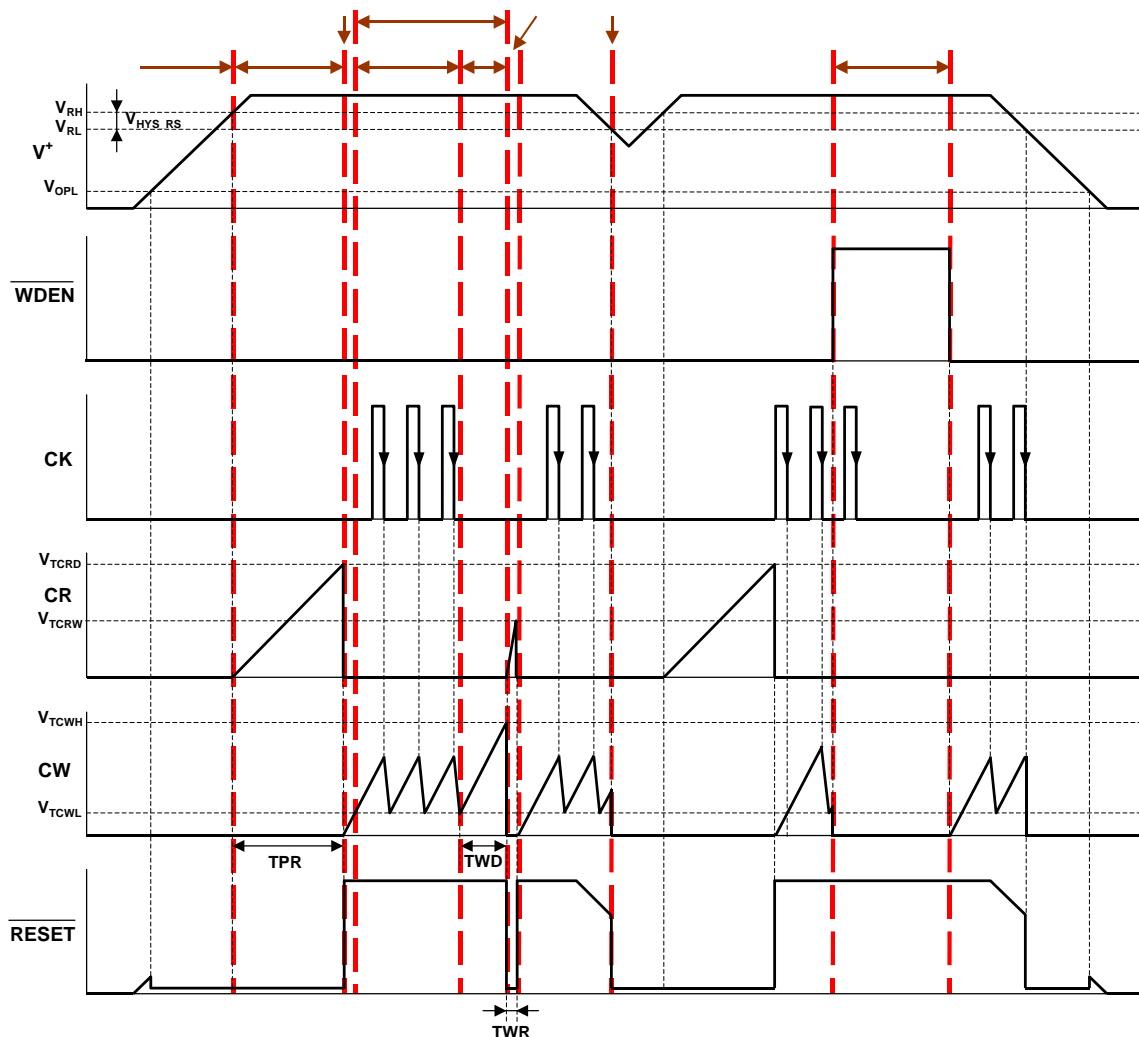 VRH
VHYS_RS
VRL
V+
VOPL
WDEN
CK
VTCRD
CR
VTCRW
VTCWH
CW
VTCWL
TPR
TWD
RESET
TWR